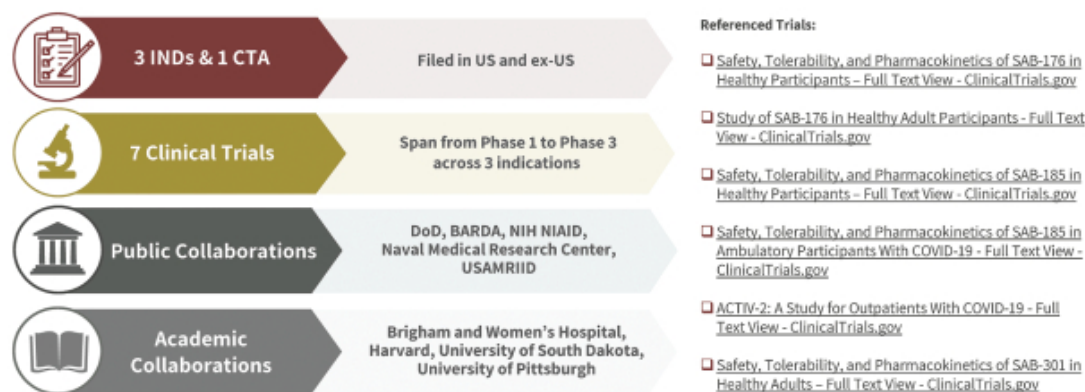 3 INDs & 1 CTA
Filed in US and ex-US
7 Clinical Trials
Span from Phase 1 to Phase 3
across 3 indications
Public Collaborations
DoD, BARDA, NIH NIAID,
Naval Medical Research Center,
USAMRIID
Academic
Collaborations
Brigham and Women's Hospital,
Harvard, University of South Dakota,
University of Pittsburgh
Referenced Trials:
Safety, Tolerability, and Pharmacokinetics of SAB-176 in
Healthy Participants – Full Text View - ClinicalTrials.gov
Study of SAB-176 in Healthy Adult Participants - Full Text
View - ClinicalTrials.gov
Safety, Tolerability, and Pharmacokinetics of SAB-185 in
Healthy Participants – Full Text View - ClinicalTrials.gov
Safety, Tolerability, and Pharmacokinetics of SAB-185 in
Ambulatory Participants With COVID-19 - Full Text View -
ClinicalTrials.gov
ACTIV-2: A Study for Outpatients With COVID-19 - Full
Text View - ClinicalTrials.gov
Safety, Tolerability, and Pharmacokinetics of SAB-301 in
Healthy Adults – Full Text View - ClinicalTrials.gov